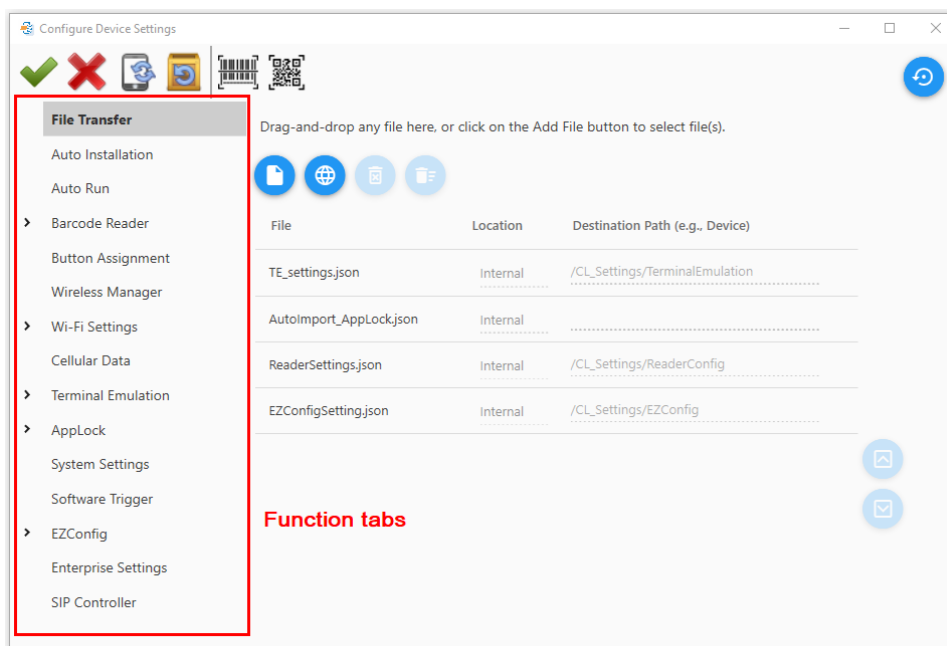 Configure Device Settings
File Transfer
Auto Installation
Auto Run
Barcode Reader
Button Assignment
Wireless Manager
Wi-Fi Settings
Cellular Data
Terminal Emulation
AppLock
System Settings
Software Trigger
EZConfig
Enterprise Settings
SIP Controller
Drag-and-drop any file here, or click on the Add File button to select file(s).
File Location Destination Path (e.g., Device)
TE_settings.json Internal /CL_Settings/TerminalEmulation
AutoImport_AppLock.json Internal
ReaderSettings.json Internal /CL_Settings/ReaderConfig
EZConfigSetting.json Internal /CL_Settings/EZConfig
Function tabs